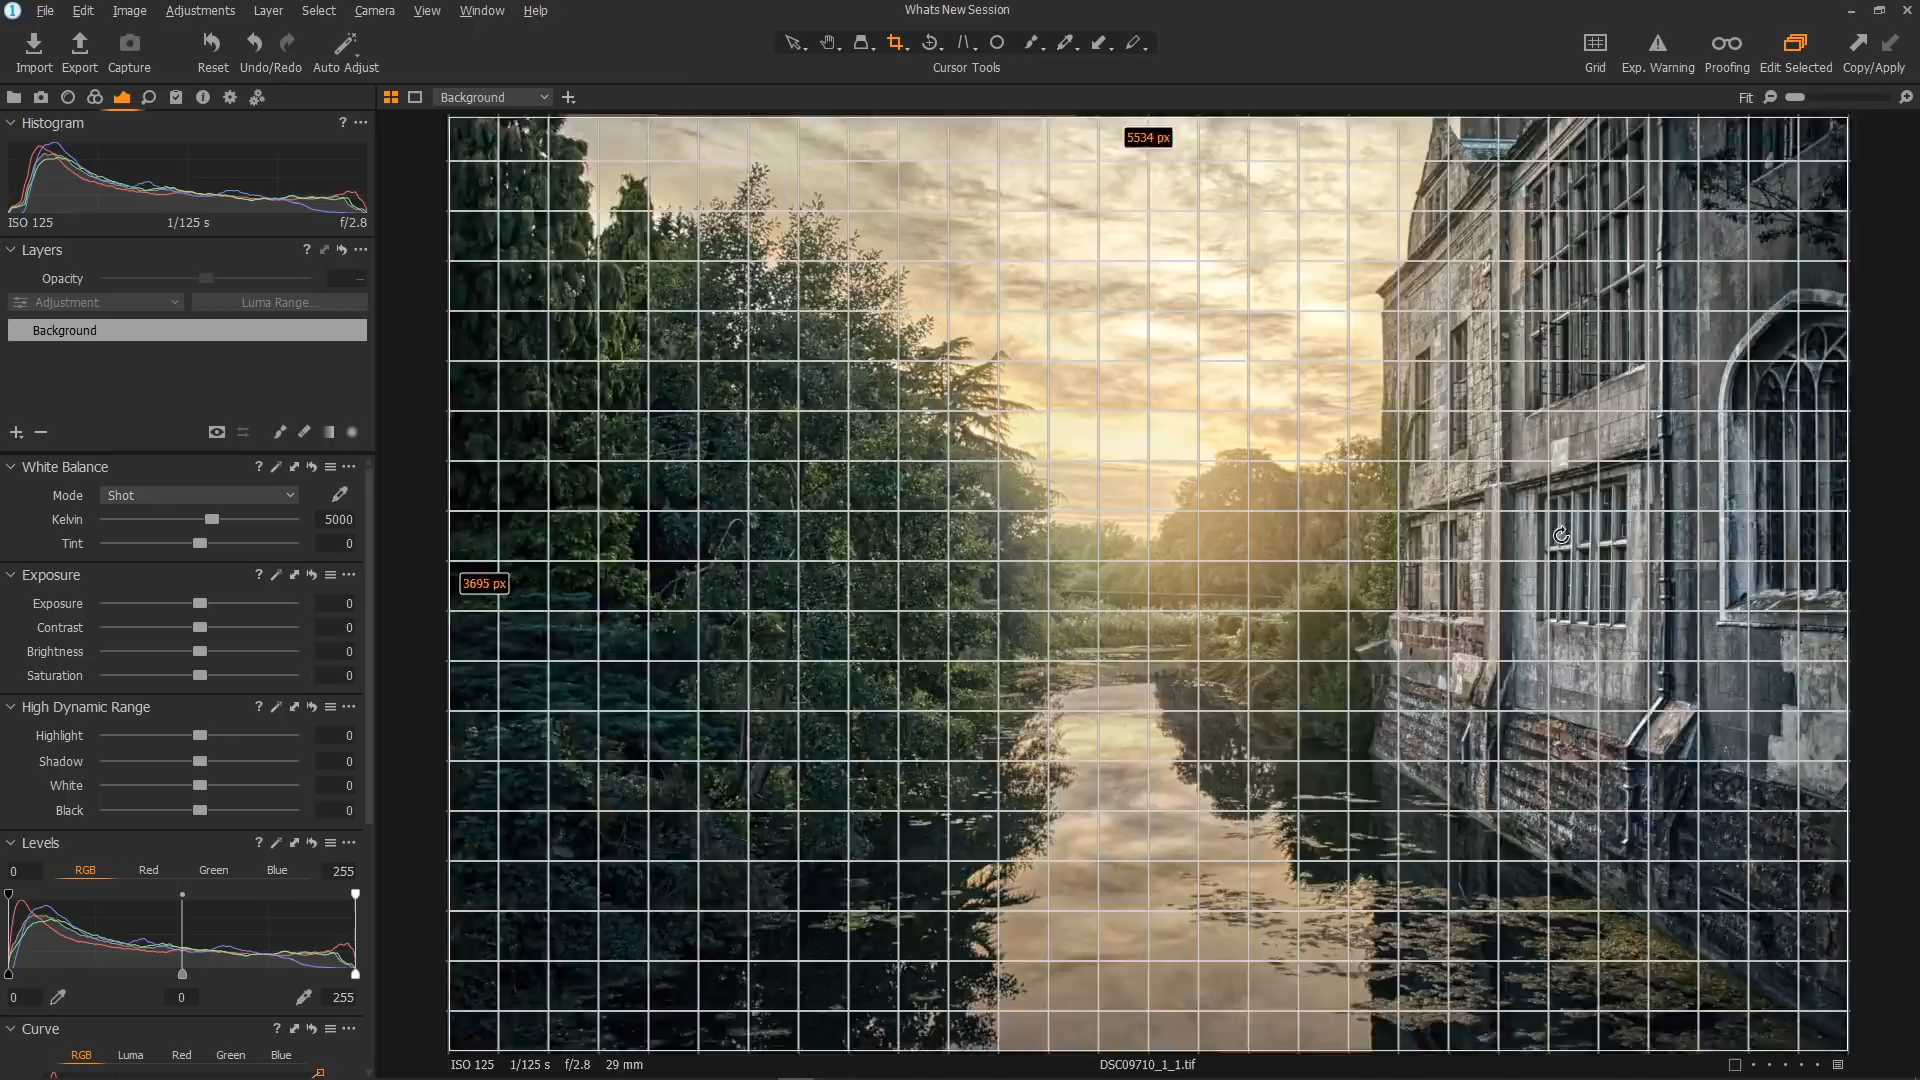 1 File Edit Image Adjustments Layer Select Camera View Window Help Whats New Session
Import Export Capture Reset Undo/Redo Auto Adjust Cursor Tools Grid Exp. Warning Proofing Edit Selected Copy/Apply
Background Fit
Histogram ?
ISO 125 1/125 s f/2.8
Layers ?
Opacity
Adjustment Luma Range...
Background
White Balance ?
Mode Shot
Kelvin 5000
Tint 0
Exposure ?
Exposure 0
Contrast 0
Brightness 0
Saturation 0
High Dynamic Range ?
Highlight 0
Shadow 0
White 0
Black 0
Levels ?
0 RGB Red Green Blue 255
0 0 255
Curve ?
RGB Luma Red Green Blue
5534 px
3695 px
ISO 125 1/125 s f/2.8 29 mm DSC09710_1_1.tif